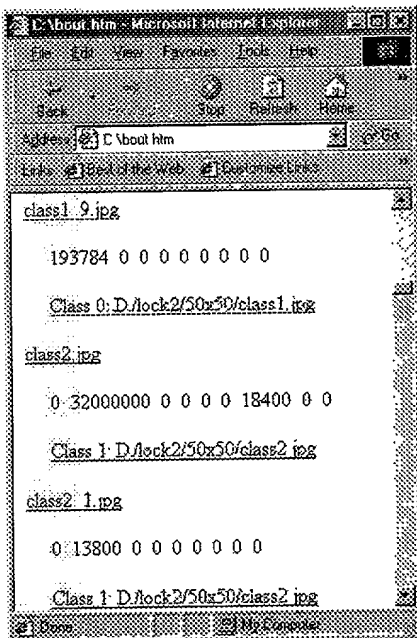 C:\bout.htm - Microsoft Internet Explorer
File Edit View Favorites Tools Help
Back Stop Refresh Home
Address C:\bout.htm Go
Links Best of the Web Customize Links
class1_9.jpg
193784 0 0 0 0 0 0 0 0
Class 0: D:/lock2/50x50/class1.jpg
class2.jpg
0 32000000 0 0 0 0 18400 0 0
Class 1: D:/lock2/50x50/class2.jpg
class2_1.jpg
0 13800 0 0 0 0 0 0 0
Class 1: D:/lock2/50x50/class2.jpg
Done My Computer